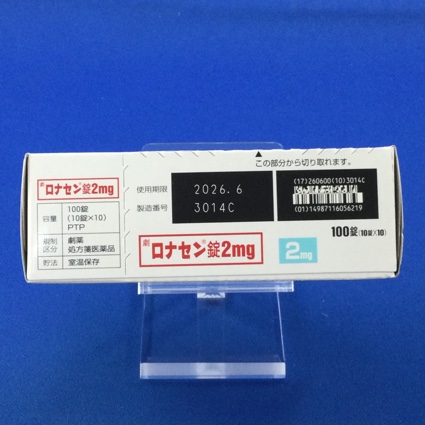 劇 ロナセン錠2mg
容量 100錠
(10錠×10)
PTP
規制区分 劇薬
処方箋医薬品
貯法 室温保存
▲
この部分から切り取れます。
使用期限 2026.6
製造番号 3014C
(17)260600(10)3014C
(01)14987116056219
劇 ロナセン®錠2mg
2mg
100錠(10錠×10)